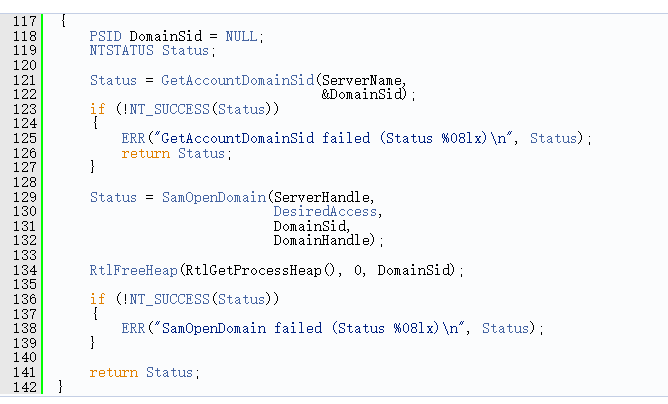 117 {
118     PSID DomainSid = NULL;
119     NTSTATUS Status;
120
121     Status = GetAccountDomainSid(ServerName,
122                                  &DomainSid);
123     if (!NT_SUCCESS(Status))
124     {
125         ERR("GetAccountDomainSid failed (Status %08lx)\n", Status);
126         return Status;
127     }
128
129     Status = SamOpenDomain(ServerHandle,
130                            DesiredAccess,
131                            DomainSid,
132                            DomainHandle);
133
134     RtlFreeHeap(RtlGetProcessHeap(), 0, DomainSid);
135
136     if (!NT_SUCCESS(Status))
137     {
138         ERR("SamOpenDomain failed (Status %08lx)\n", Status);
139     }
140
141     return Status;
142 }